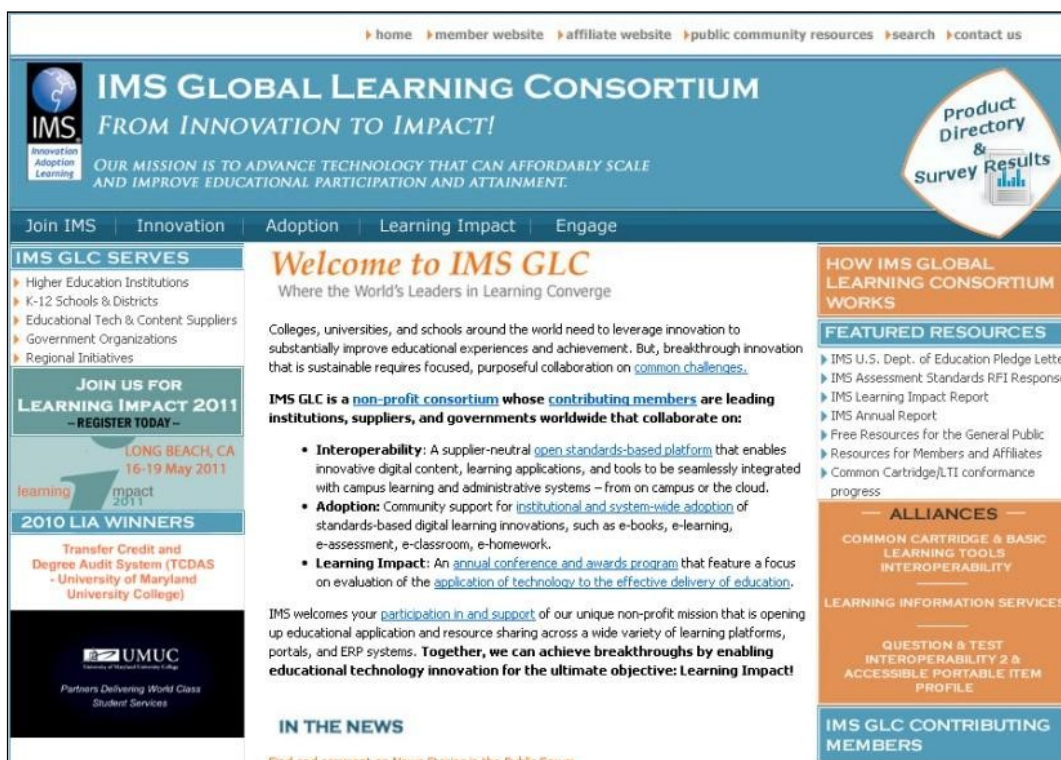 home member website affiliate website public community resources search contact us
IMS
Innovation
Adoption
Learning
IMS GLOBAL LEARNING CONSORTIUM
FROM INNOVATION TO IMPACT!
OUR MISSION IS TO ADVANCE TECHNOLOGY THAT CAN AFFORDABLY SCALE
AND IMPROVE EDUCATIONAL PARTICIPATION AND ATTAINMENT.
Product
Directory
&
Survey Results
Join IMS | Innovation | Adoption | Learning Impact | Engage
IMS GLC SERVES
Higher Education Institutions
K-12 Schools & Districts
Educational Tech & Content Suppliers
Government Organizations
Regional Initiatives
JOIN US FOR
LEARNING IMPACT 2011
– REGISTER TODAY –
LONG BEACH, CA
16-19 May 2011
learning impact
2011
2010 LIA WINNERS
Transfer Credit and
Degree Audit System (TCDAS
- University of Maryland
University College)
UMUC
University of Maryland University College
Partners Delivering World Class
Student Services
Welcome to IMS GLC
Where the World's Leaders in Learning Converge
Colleges, universities, and schools around the world need to leverage innovation to
substantially improve educational experiences and achievement. But, breakthrough innovation
that is sustainable requires focused, purposeful collaboration on common challenges.
IMS GLC is a non-profit consortium whose contributing members are leading
institutions, suppliers, and governments worldwide that collaborate on:
• Interoperability: A supplier-neutral open standards-based platform that enables
innovative digital content, learning applications, and tools to be seamlessly integrated
with campus learning and administrative systems – from on campus or the cloud.
• Adoption: Community support for institutional and system-wide adoption of
standards-based digital learning innovations, such as e-books, e-learning,
e-assessment, e-classroom, e-homework.
• Learning Impact: An annual conference and awards program that feature a focus
on evaluation of the application of technology to the effective delivery of education.
IMS welcomes your participation in and support of our unique non-profit mission that is opening
up educational application and resource sharing across a wide variety of learning platforms,
portals, and ERP systems. Together, we can achieve breakthroughs by enabling
educational technology innovation for the ultimate objective: Learning Impact!
IN THE NEWS
HOW IMS GLOBAL
LEARNING CONSORTIUM
WORKS
FEATURED RESOURCES
IMS U.S. Dept. of Education Pledge Lette
IMS Assessment Standards RFI Respons
IMS Learning Impact Report
IMS Annual Report
Free Resources for the General Public
Resources for Members and Affiliates
Common Cartridge/LTI conformance
progress
— ALLIANCES —
COMMON CARTRIDGE & BASIC
LEARNING TOOLS
INTEROPERABILITY
LEARNING INFORMATION SERVICES
QUESTION & TEST
INTEROPERABILITY 2 &
ACCESSIBLE PORTABLE ITEM
PROFILE
IMS GLC CONTRIBUTING
MEMBERS